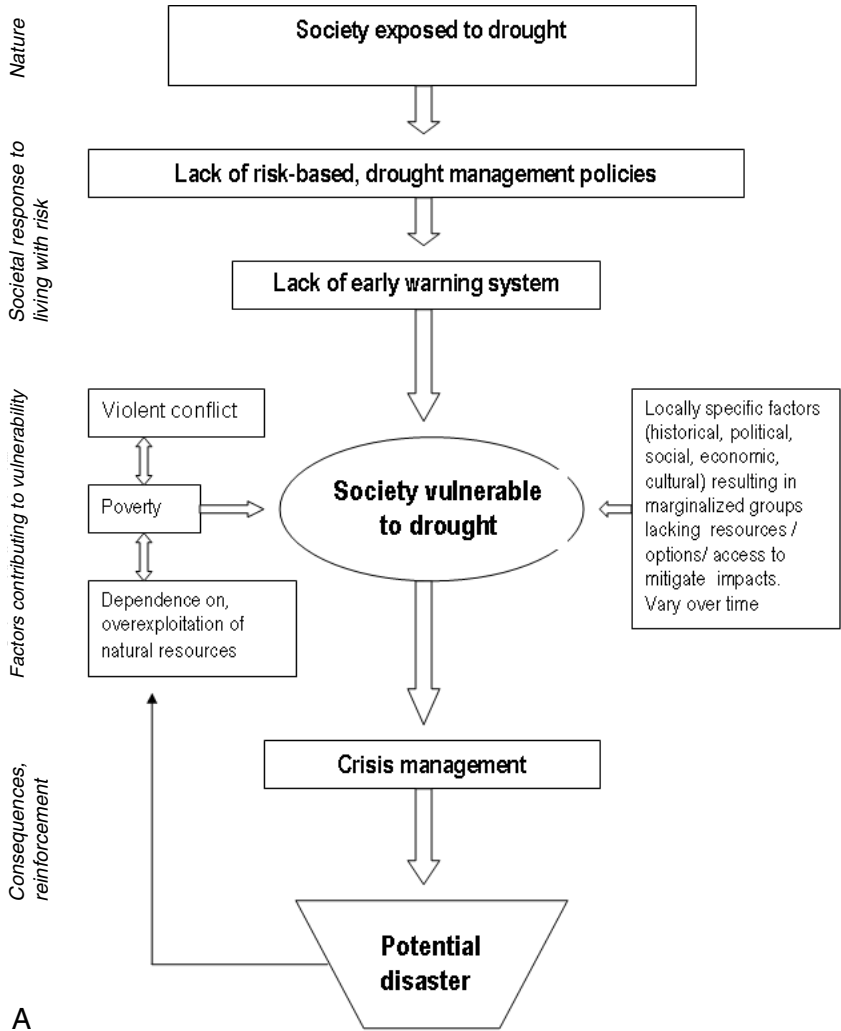 Nature
Society exposed to drought
Societal response to
living with risk
Lack of risk-based, drought management policies
Lack of early warning system
Factors contributing to vulnerability
Violent conflict
Poverty
Dependence on,
overexploitation of
natural resources
Society vulnerable
to drought
Locally specific factors
(historical, political,
social, economic,
cultural) resulting in
marginalized groups
lacking resources /
options/ access to
mitigate impacts.
Vary over time
Consequences,
reinforcement
Crisis management
Potential
disaster
A